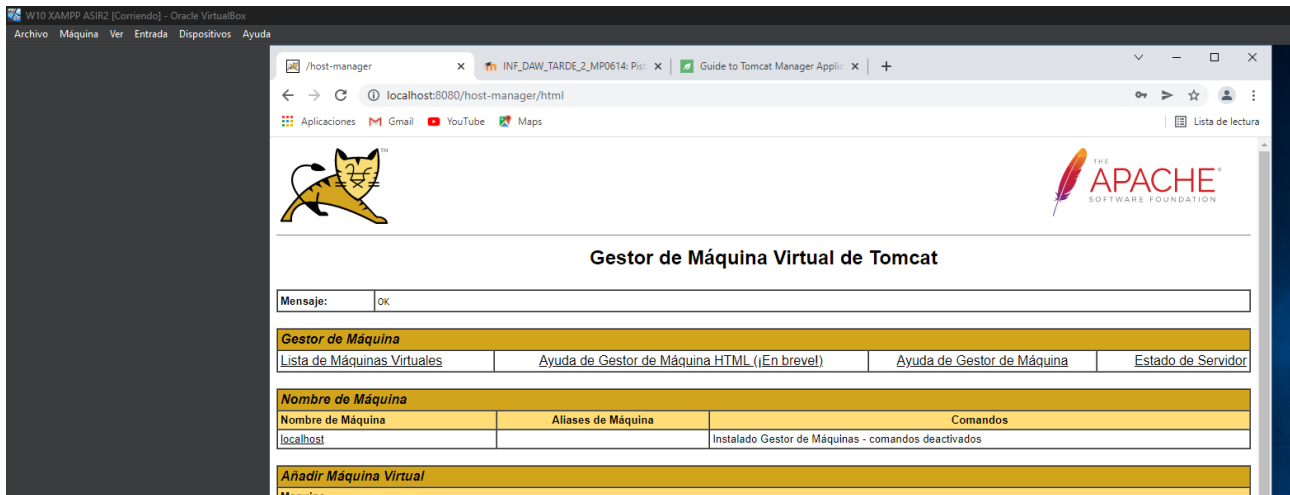 W10 XAMPP ASIR2 [Corriendo] - Oracle VirtualBox
Archivo Máquina Ver Entrada Dispositivos Ayuda
/host-manager INF_DAW_TARDE_2_MP0614: Pist Guide to Tomcat Manager Applic
localhost:8080/host-manager/html
Aplicaciones Gmail YouTube Maps Lista de lectura
TM
THE
APACHE®
SOFTWARE FOUNDATION
Gestor de Máquina Virtual de Tomcat
Mensaje: OK
Gestor de Máquina
Lista de Máquinas Virtuales Ayuda de Gestor de Máquina HTML (¡En breve!) Ayuda de Gestor de Máquina Estado de Servidor
Nombre de Máquina
Nombre de Máquina Aliases de Máquina Comandos
localhost Instalado Gestor de Máquinas - comandos deactivados
Añadir Máquina Virtual